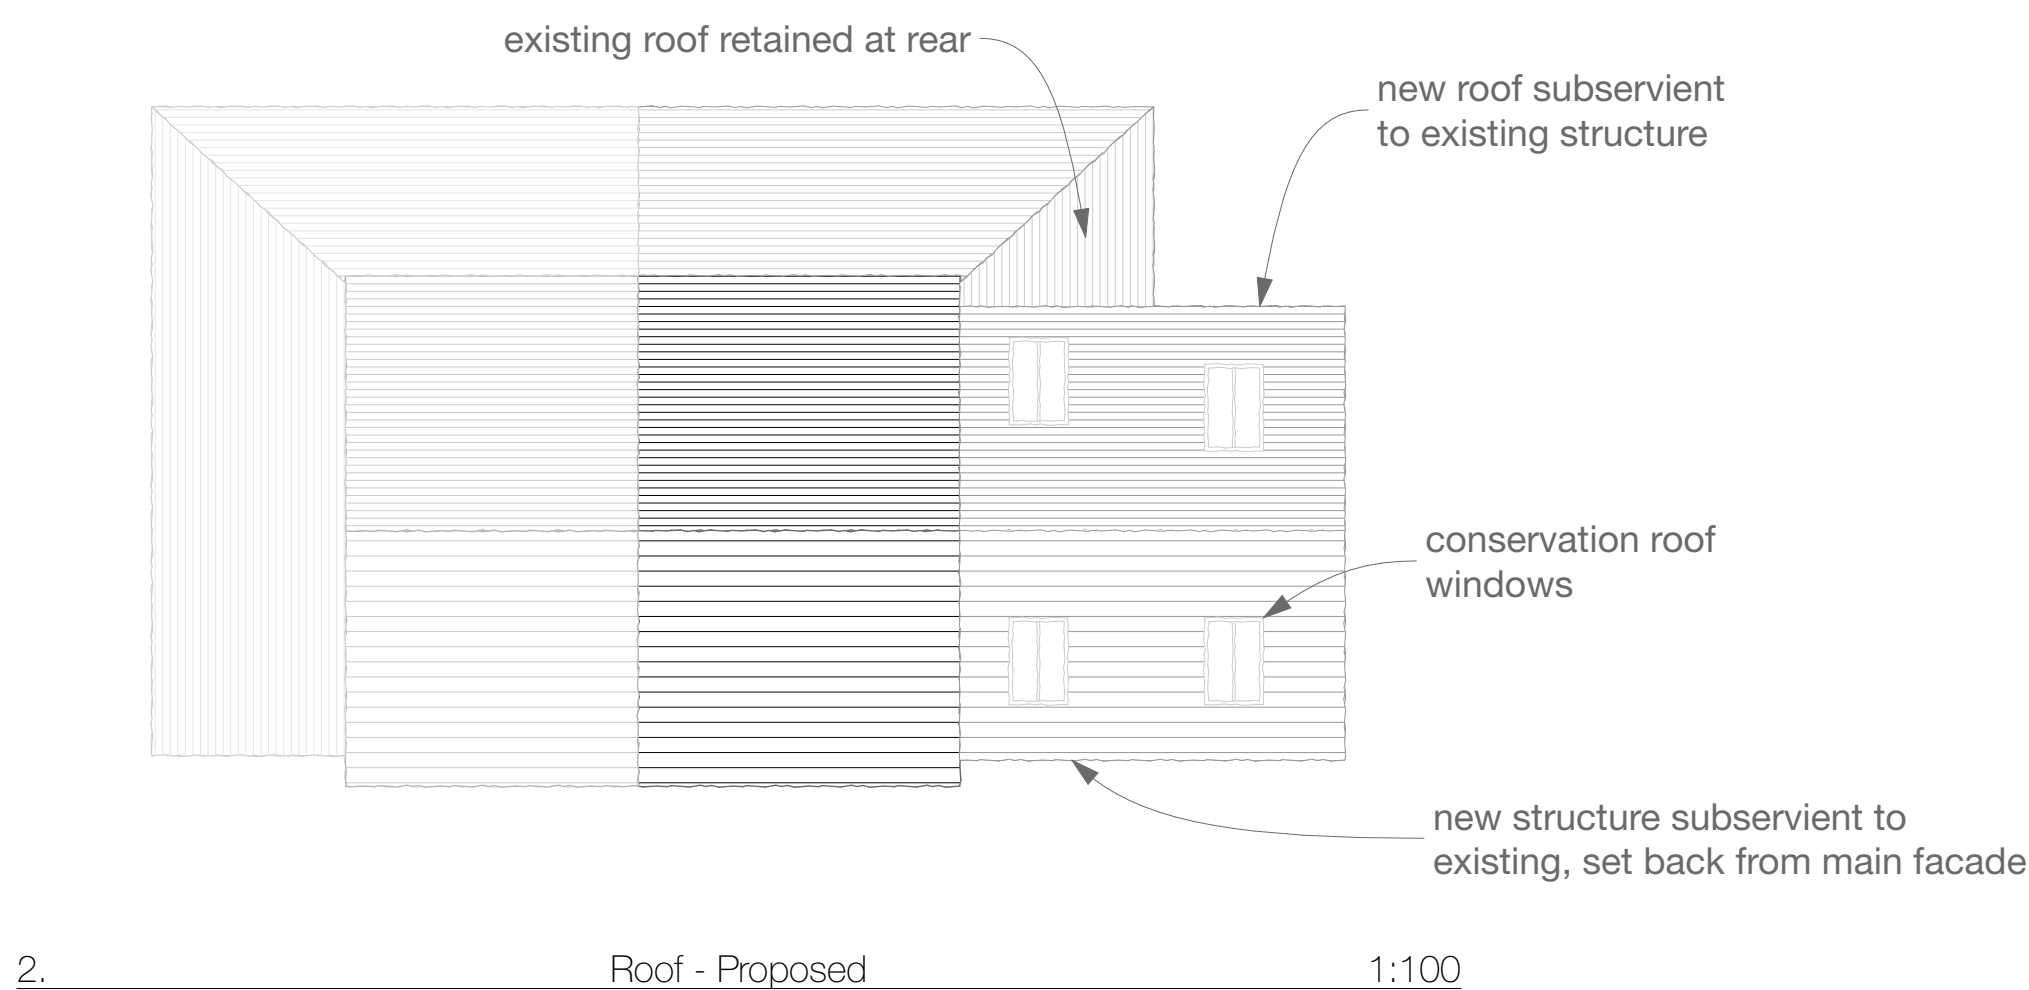 existing roof retained at rear
new roof subservient
to existing structure
conservation roof
windows
new structure subservient to
existing, set back from main facade
2. Roof - Proposed 1:100